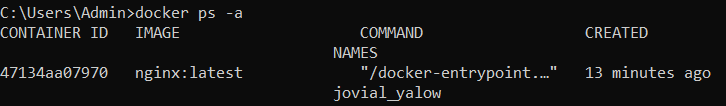 C:\Users\Admin>docker ps -a
CONTAINER ID   IMAGE          COMMAND                  CREATED
NAMES
47134aa07970   nginx:latest   "/docker-entrypoint.…"   13 minutes ago
jovial_yalow